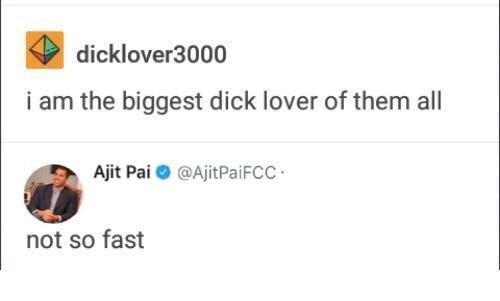 dicklover3000
i am the biggest dick lover of them all
Ajit Pai @AjitPaiFCC ·
not so fast